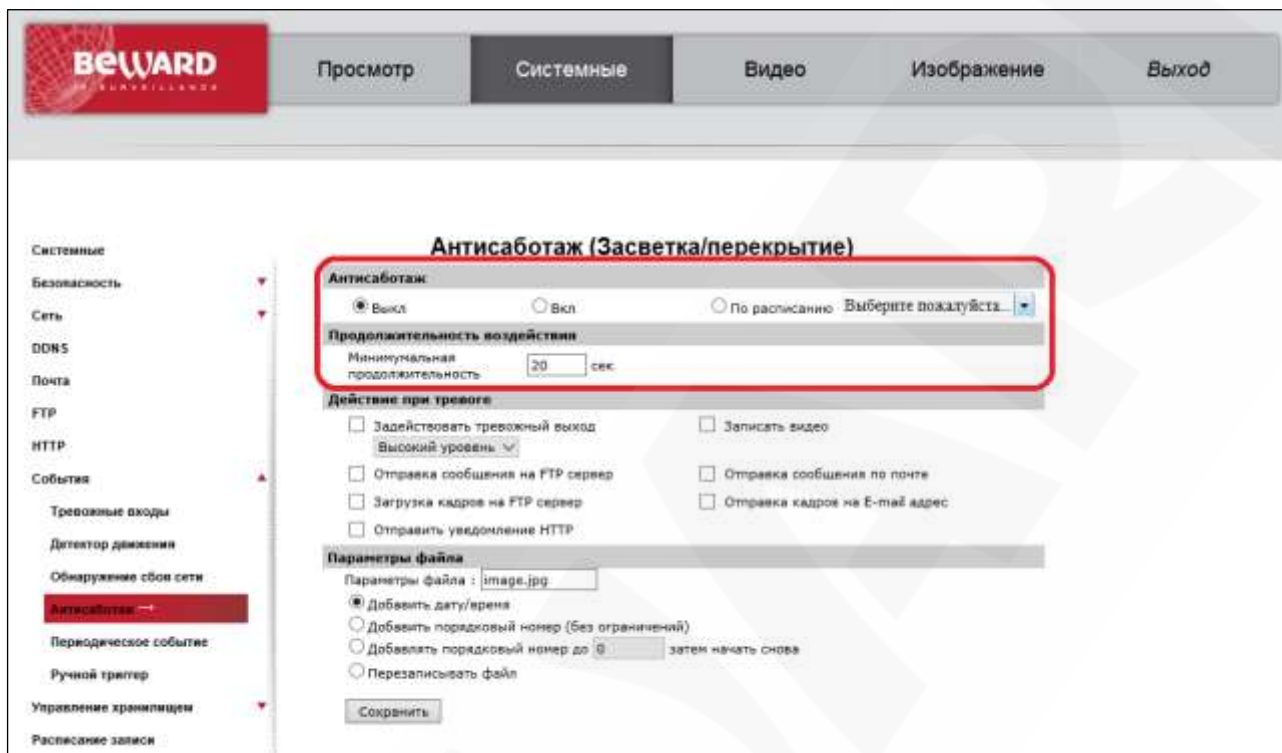 BEWARD
IP SURVEILLANCE
Просмотр
Системные
Видео
Изображение
Выход
Системные
Безопасность
Сеть
DDNS
Почта
FTP
HTTP
События
Тревожные входы
Детектор движения
Обнаружение сбоя сети
Антисаботаж
Периодическое событие
Ручной триггер
Управление хранилищем
Расписание записи
Антисаботаж (Засветка/перекрытие)
Антисаботаж
Выкл Вкл По расписанию Выберите пожалуйста...
Продолжительность воздействия
Минимумальная
продолжительность
20 сек
Действие при тревоге
Задействовать тревожный выход Записать видео
Высокий уровень
Отправка сообщения на FTP сервер Отправка сообщения по почте
Загрузка кадров на FTP сервер Отправка кадров на E-mail адрес
Отправить уведомление HTTP
Параметры файла
Параметры файла : image.jpg
Добавить дату/время
Добавить порядковый номер (без ограничений)
Добавлять порядковый номер до 0 затем начать снова
Перезаписывать файл
Сохранить